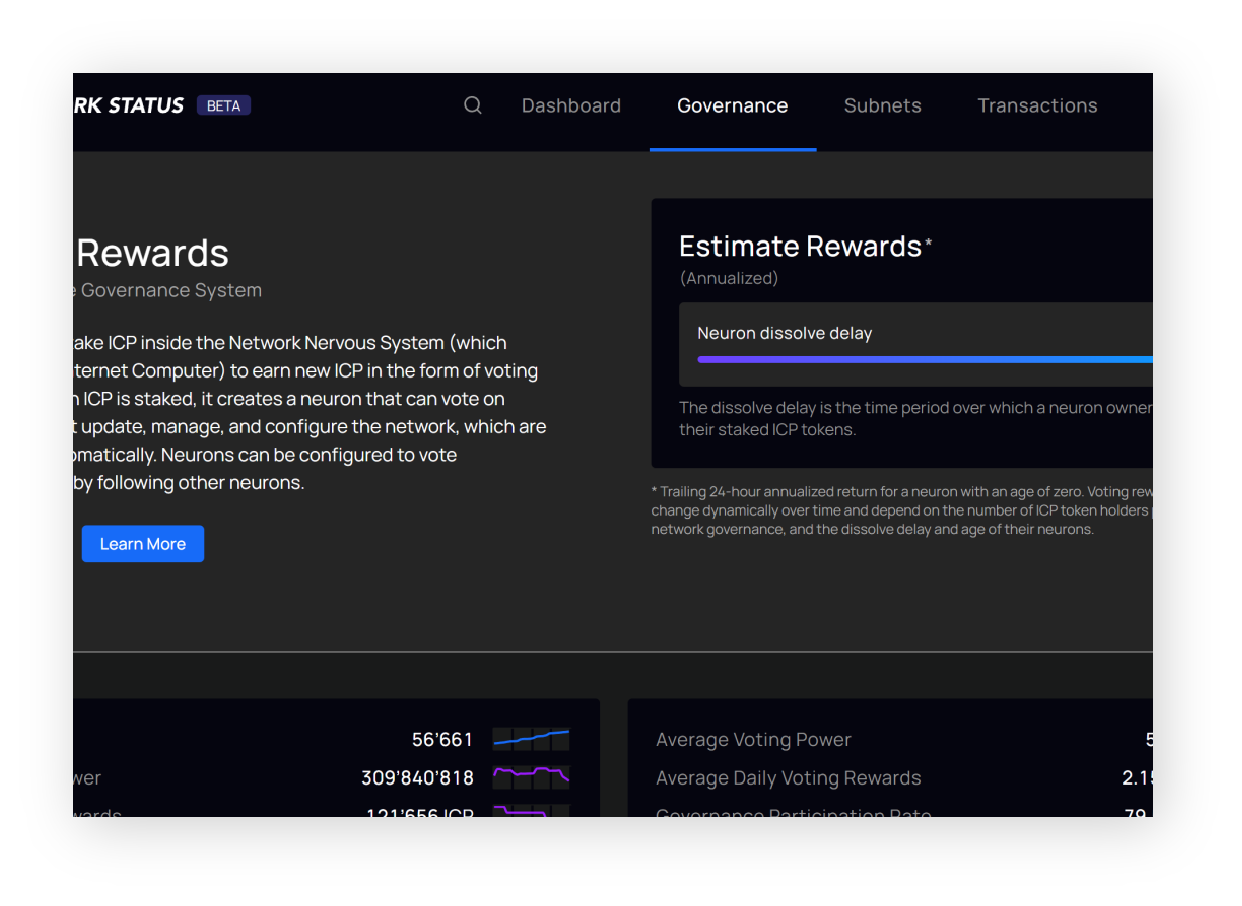 RK STATUS BETA Dashboard Governance Subnets Transactions
Rewards
e Governance System
ake ICP inside the Network Nervous System (which
ternet Computer) to earn new ICP in the form of voting
n ICP is staked, it creates a neuron that can vote on
t update, manage, and configure the network, which are
omatically. Neurons can be configured to vote
by following other neurons.
Learn More
Estimate Rewards*
(Annualized)
Neuron dissolve delay
The dissolve delay is the time period over which a neuron owner
their staked ICP tokens.
* Trailing 24-hour annualized return for a neuron with an age of zero. Voting rew
change dynamically over time and depend on the number of ICP token holders p
network governance, and the dissolve delay and age of their neurons.
56’661
wer 309’840’818
wards 121’656 ICP
Average Voting Power 5
Average Daily Voting Rewards 2.15
Governance Participation Rate 79.